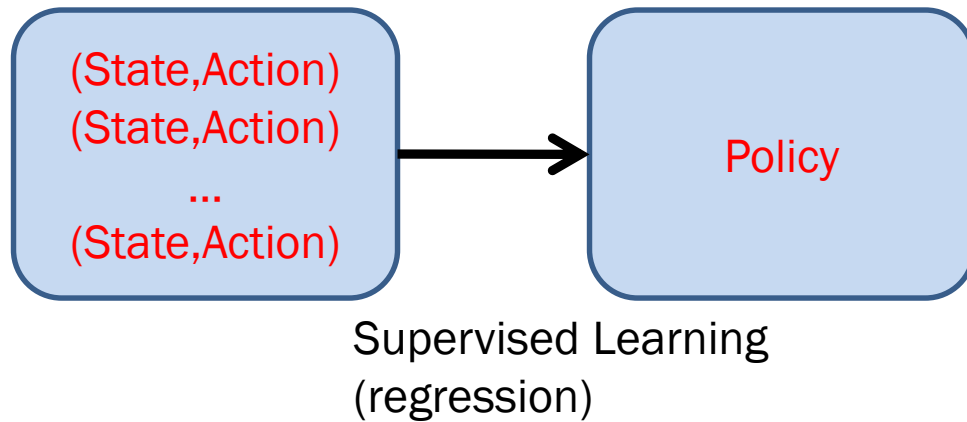 (State,Action)
(State,Action)
...
(State,Action)
Policy
Supervised Learning
(regression)